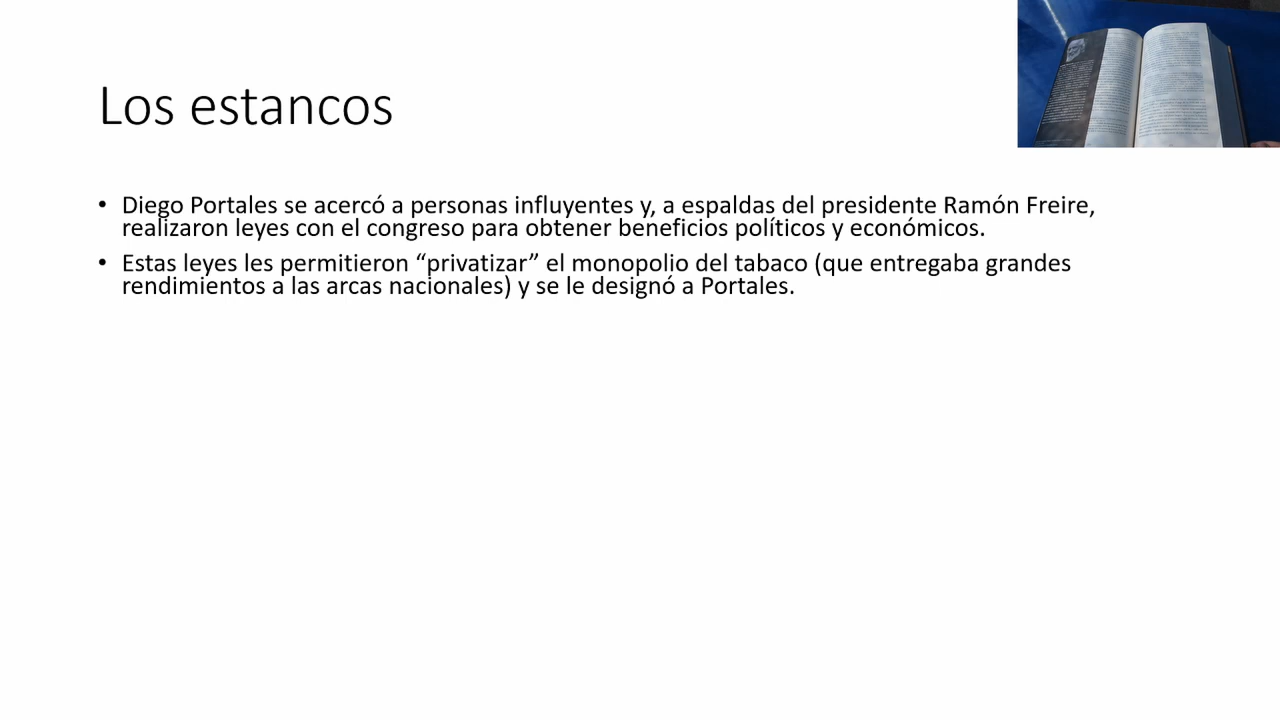 Los estancos
• Diego Portales se acercó a personas influyentes y, a espaldas del presidente Ramón Freire,
realizaron leyes con el congreso para obtener beneficios políticos y económicos.
• Estas leyes les permitieron “privatizar” el monopolio del tabaco (que entregaba grandes
rendimientos a las arcas nacionales) y se le designó a Portales.